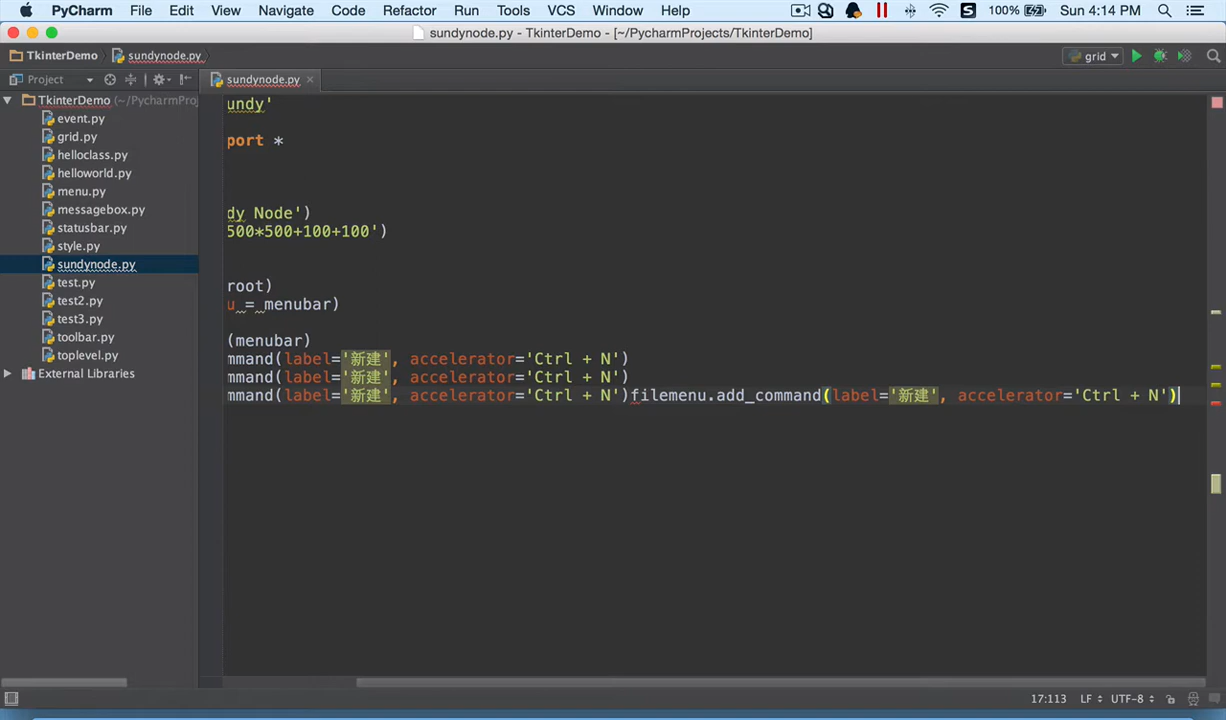 PyCharm File Edit View Navigate Code Refactor Run Tools VCS Window Help 100% Sun 4:14 PM
sundynode.py - TkinterDemo - [~/PycharmProjects/TkinterDemo]
TkinterDemo sundynode.py grid
Project sundynode.py
TkinterDemo (~/PycharmProj
event.py
grid.py
helloclass.py
helloworld.py
menu.py
messagebox.py
statusbar.py
style.py
sundynode.py
test.py
test2.py
test3.py
toolbar.py
toplevel.py
External Libraries
undy'
port *
dy Node')
500*500+100+100')
root)
u = menubar)
(menubar)
mmand(label='新建', accelerator='Ctrl + N')
mmand(label='新建', accelerator='Ctrl + N')
mmand(label='新建', accelerator='Ctrl + N')filemenu.add_command(label='新建', accelerator='Ctrl + N')
17:113 LF UTF-8